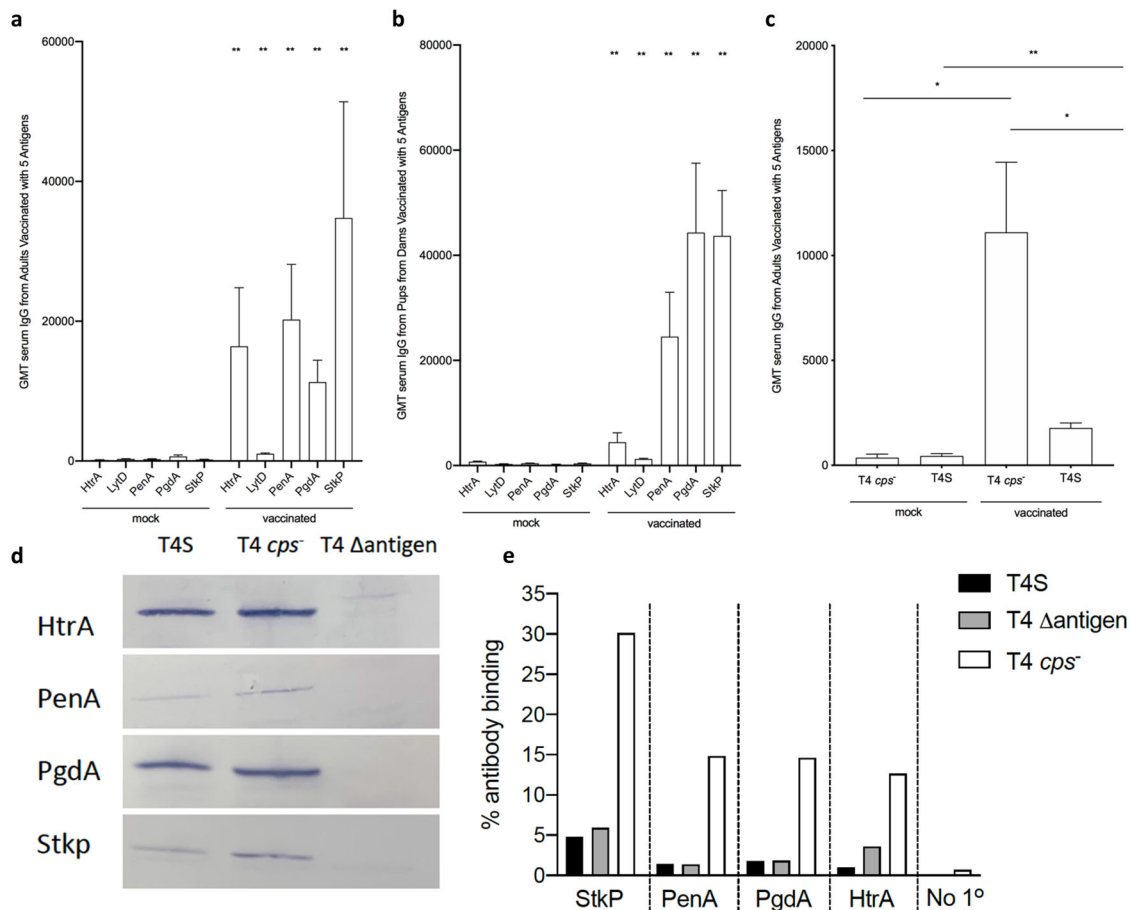 a
GMT serum IgG from Adults Vaccinated with 5 Antigens
60000
40000
20000
0
** ** ** ** **
HtrA LytD PenA PgdA StkP HtrA LytD PenA PgdA StkP
mock vaccinated
b
GMT serum IgG from Pups from Dams Vaccinated with 5 Antigens
80000
60000
40000
20000
0
** ** ** ** **
HtrA LytD PenA PgdA StkP HtrA LytD PenA PgdA StkP
mock vaccinated
c
GMT serum IgG from Adults Vaccinated with 5 Antigens
20000
15000
10000
5000
0
**
*
*
T4 cps- T4S T4 cps- T4S
mock vaccinated
d
T4S T4 cps- T4 Δantigen
HtrA
PenA
PgdA
Stkp
e
% antibody binding
35
30
25
20
15
10
5
0
StkP PenA PgdA HtrA No 1º
T4S
T4 Δantigen
T4 cps-